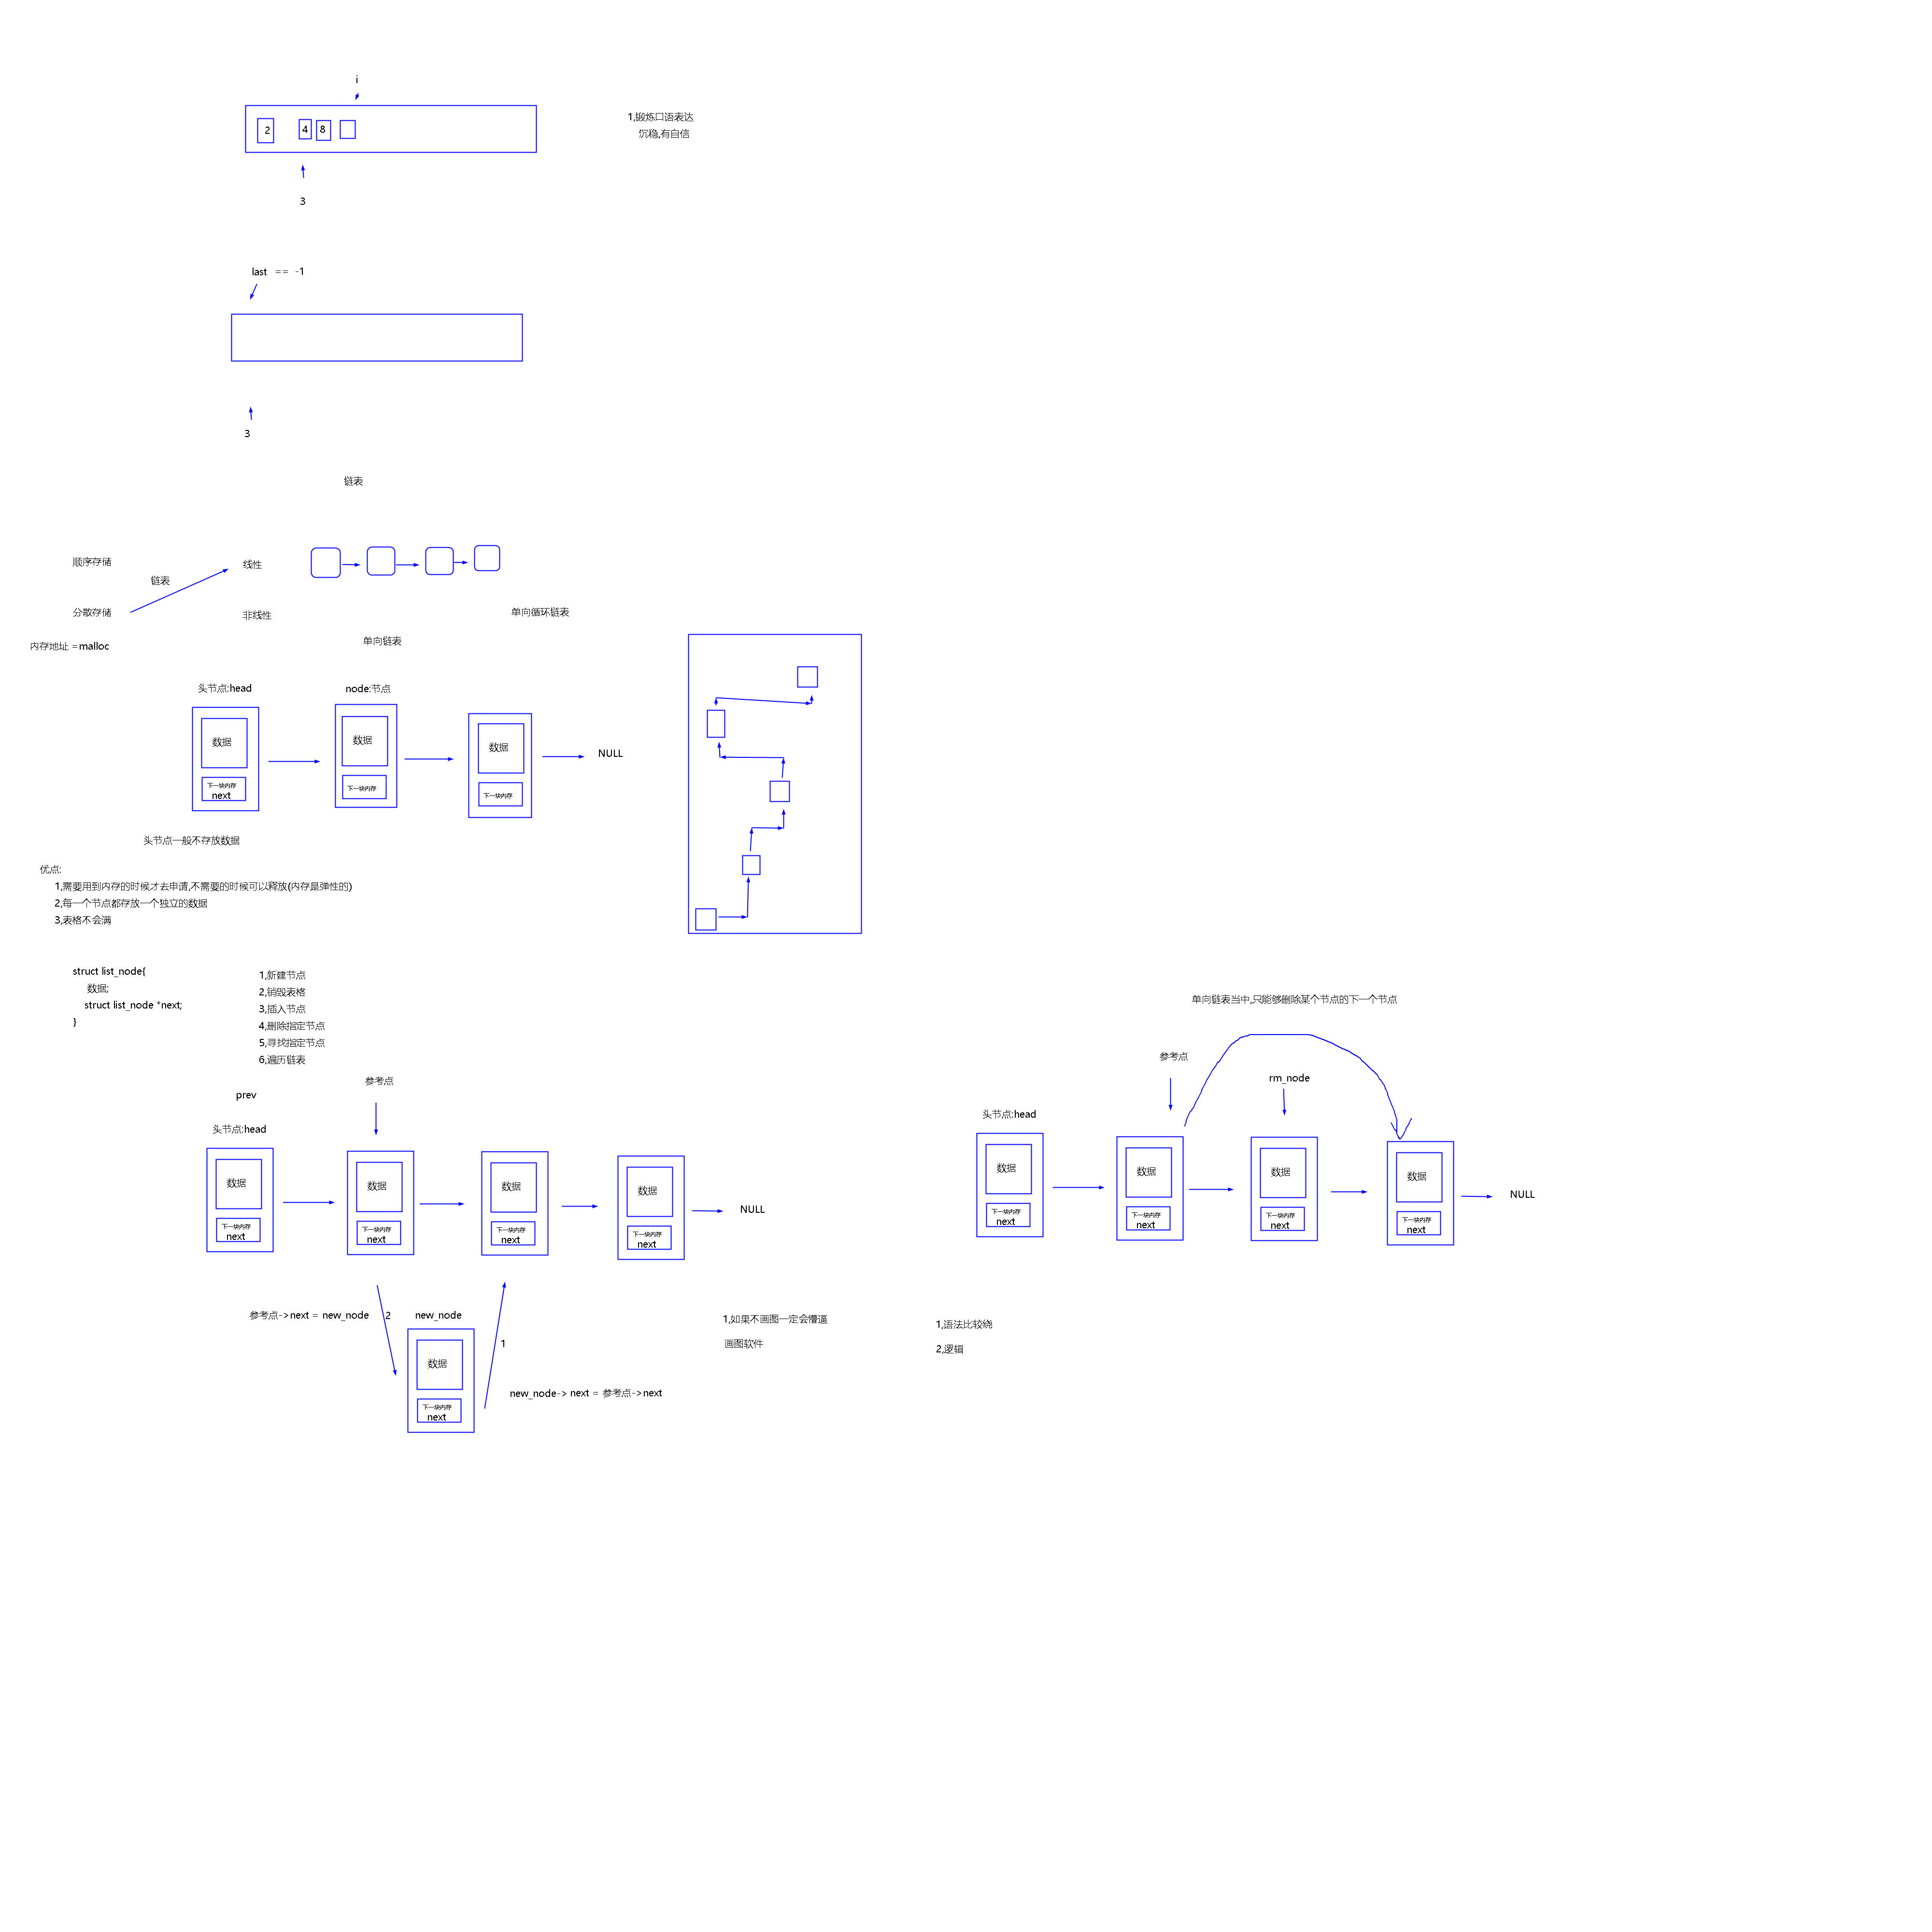 i
1,锻炼口语表达
沉稳,有自信
2
4
8
3
last == -1
3
链表
顺序存储
线性
链表
分散存储
非线性
单向循环链表
单向链表
内存地址 =malloc
头节点:head
node:节点
数据
数据
数据
NULL
下一块内存
next
下一块内存
下一块内存
头节点一般不存放数据
优点:
1,需要用到内存的时候才去申请,不需要的时候可以释放(内存是弹性的)
2,每一个节点都存放一个独立的数据
3,表格不会满
struct list_node{
数据;
struct list_node *next;
}
1,新建节点
2,销毁表格
3,插入节点
4,删除指定节点
5,寻找指定节点
6,遍历链表
prev
参考点
头节点:head
数据
数据
数据
数据
NULL
下一块内存
next
下一块内存
next
下一块内存
next
下一块内存
next
参考点->next = new_node
2
new_node
1
数据
下一块内存
next
new_node-> next = 参考点->next
1,如果不画图一定会懵逼
画图软件
1,语法比较绕
2,逻辑
单向链表当中,只能够删除某个节点的下一个节点
参考点
rm_node
头节点:head
数据
数据
数据
数据
NULL
下一块内存
next
下一块内存
next
下一块内存
next
下一块内存
next